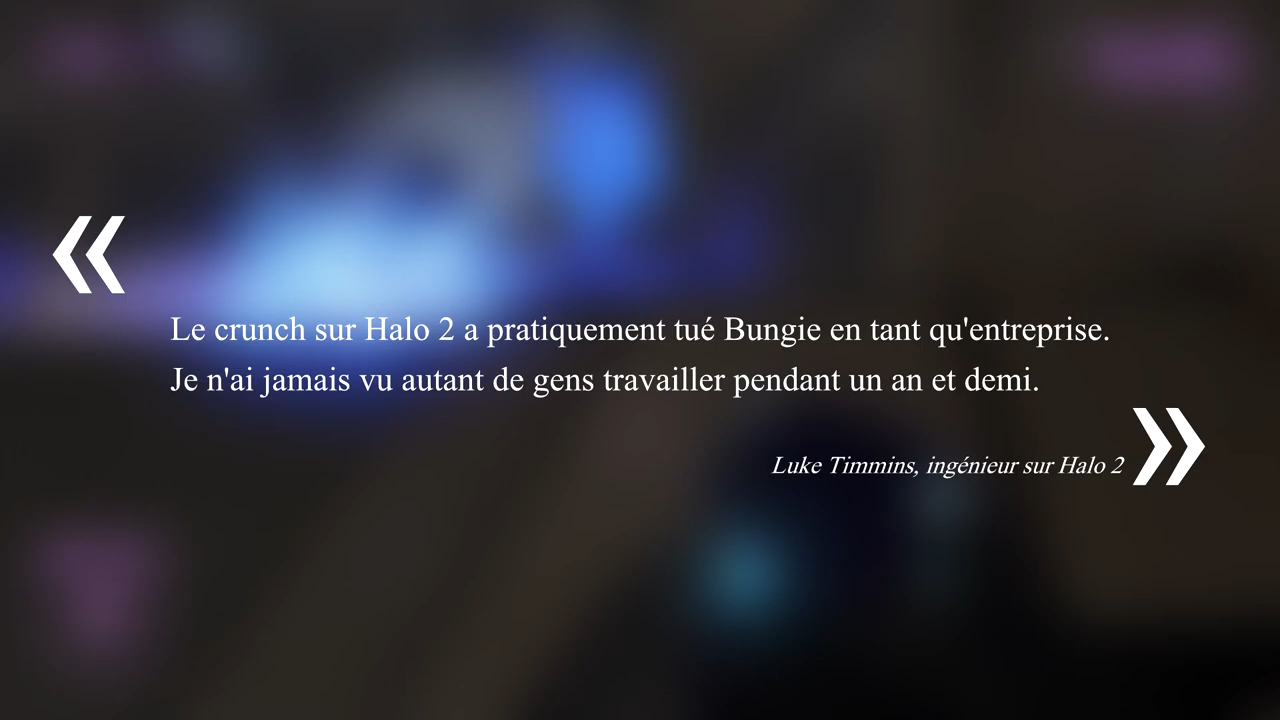 «
Le crunch sur Halo 2 a pratiquement tué Bungie en tant qu'entreprise.
Je n'ai jamais vu autant de gens travailler pendant un an et demi.
Luke Timmins, ingénieur sur Halo 2 »